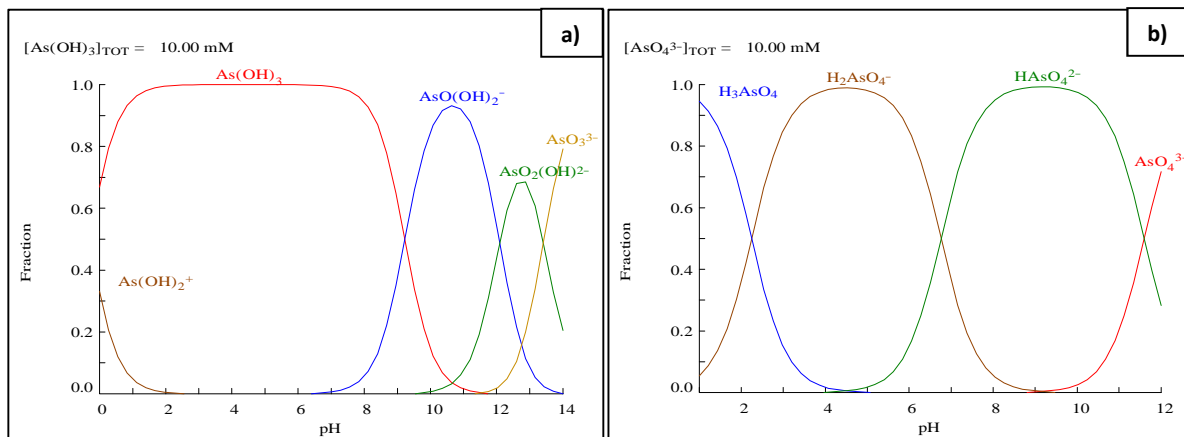 a)
[As(OH)₃]TOT = 10.00 mM
As(OH)₃
AsO(OH)₂⁻
AsO₃³⁻
AsO₂(OH)²⁻
As(OH)₂⁺
1.0
0.8
0.6
0.4
0.2
0.0
Fraction
0 2 4 6 8 10 12 14
pH
b)
[AsO₄³⁻]TOT = 10.00 mM
H₃AsO₄
H₂AsO₄⁻
HAsO₄²⁻
AsO₄³⁻
1.0
0.8
0.6
0.4
0.2
0.0
Fraction
2 4 6 8 10 12
pH